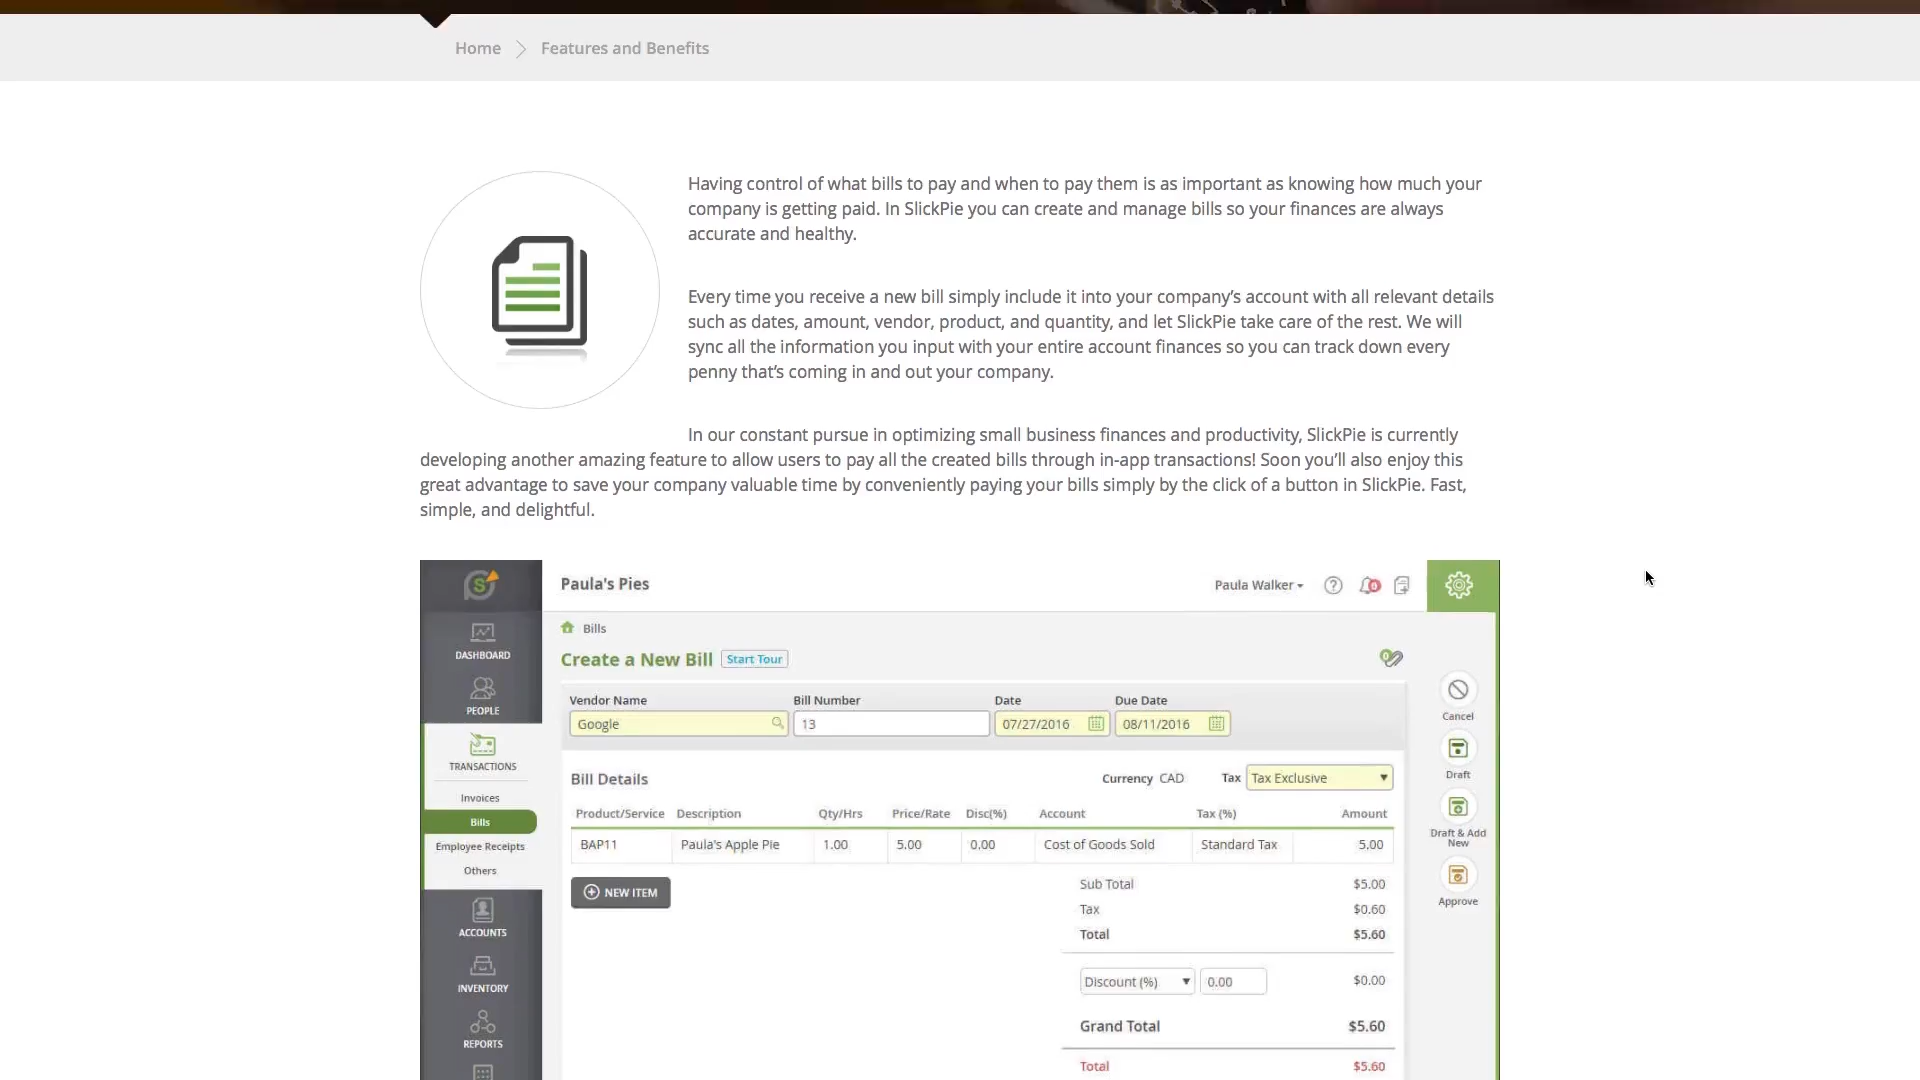 Home
Features and Benefits
Having control of what bills to pay and when to pay them is as important as knowing how much your
company is getting paid. In SlickPie you can create and manage bills so your finances are always
accurate and healthy.
Every time you receive a new bill simply include it into your company’s account with all relevant details
such as dates, amount, vendor, product, and quantity, and let SlickPie take care of the rest. We will
sync all the information you input with your entire account finances so you can track down every
penny that’s coming in and out your company.
In our constant pursue in optimizing small business finances and productivity, SlickPie is currently
developing another amazing feature to allow users to pay all the created bills through in-app transactions! Soon you’ll also enjoy this
great advantage to save your company valuable time by conveniently paying your bills simply by the click of a button in SlickPie. Fast,
simple, and delightful.
S
Paula's Pies
Paula Walker
? 
DASHBOARD
PEOPLE
TRANSACTIONS
Invoices
Bills
Employee Receipts
Others
ACCOUNTS
INVENTORY
REPORTS
Bills
Create a New Bill Start Tour
0
Vendor Name Bill Number Date Due Date
Google 13 07/27/2016 08/11/2016
Bill Details Currency CAD Tax Tax Exclusive
Product/Service Description Qty/Hrs Price/Rate Disc(%) Account Tax (%) Amount
BAP11 Paula's Apple Pie 1.00 5.00 0.00 Cost of Goods Sold Standard Tax 5.00
NEW ITEM
Sub Total $5.00
Tax $0.60
Total $5.60
Discount (%) 0.00 $0.00
Grand Total $5.60
Total $5.60
Cancel
Draft
Draft & Add
New
Approve